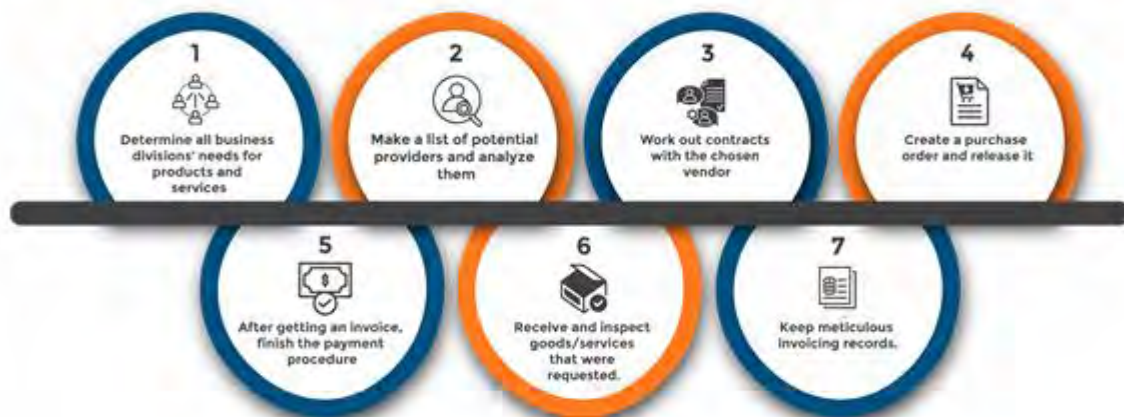 1
Determine all business
divisions' needs for
products and
services
2
Make a list of potential
providers and analyze
them
3
Work out contracts
with the chosen
vendor
4
Create a purchase
order and release it
5
After getting an invoice,
finish the payment
procedure
6
Receive and inspect
goods/services
that were
requested.
7
Keep meticulous
invoicing records.